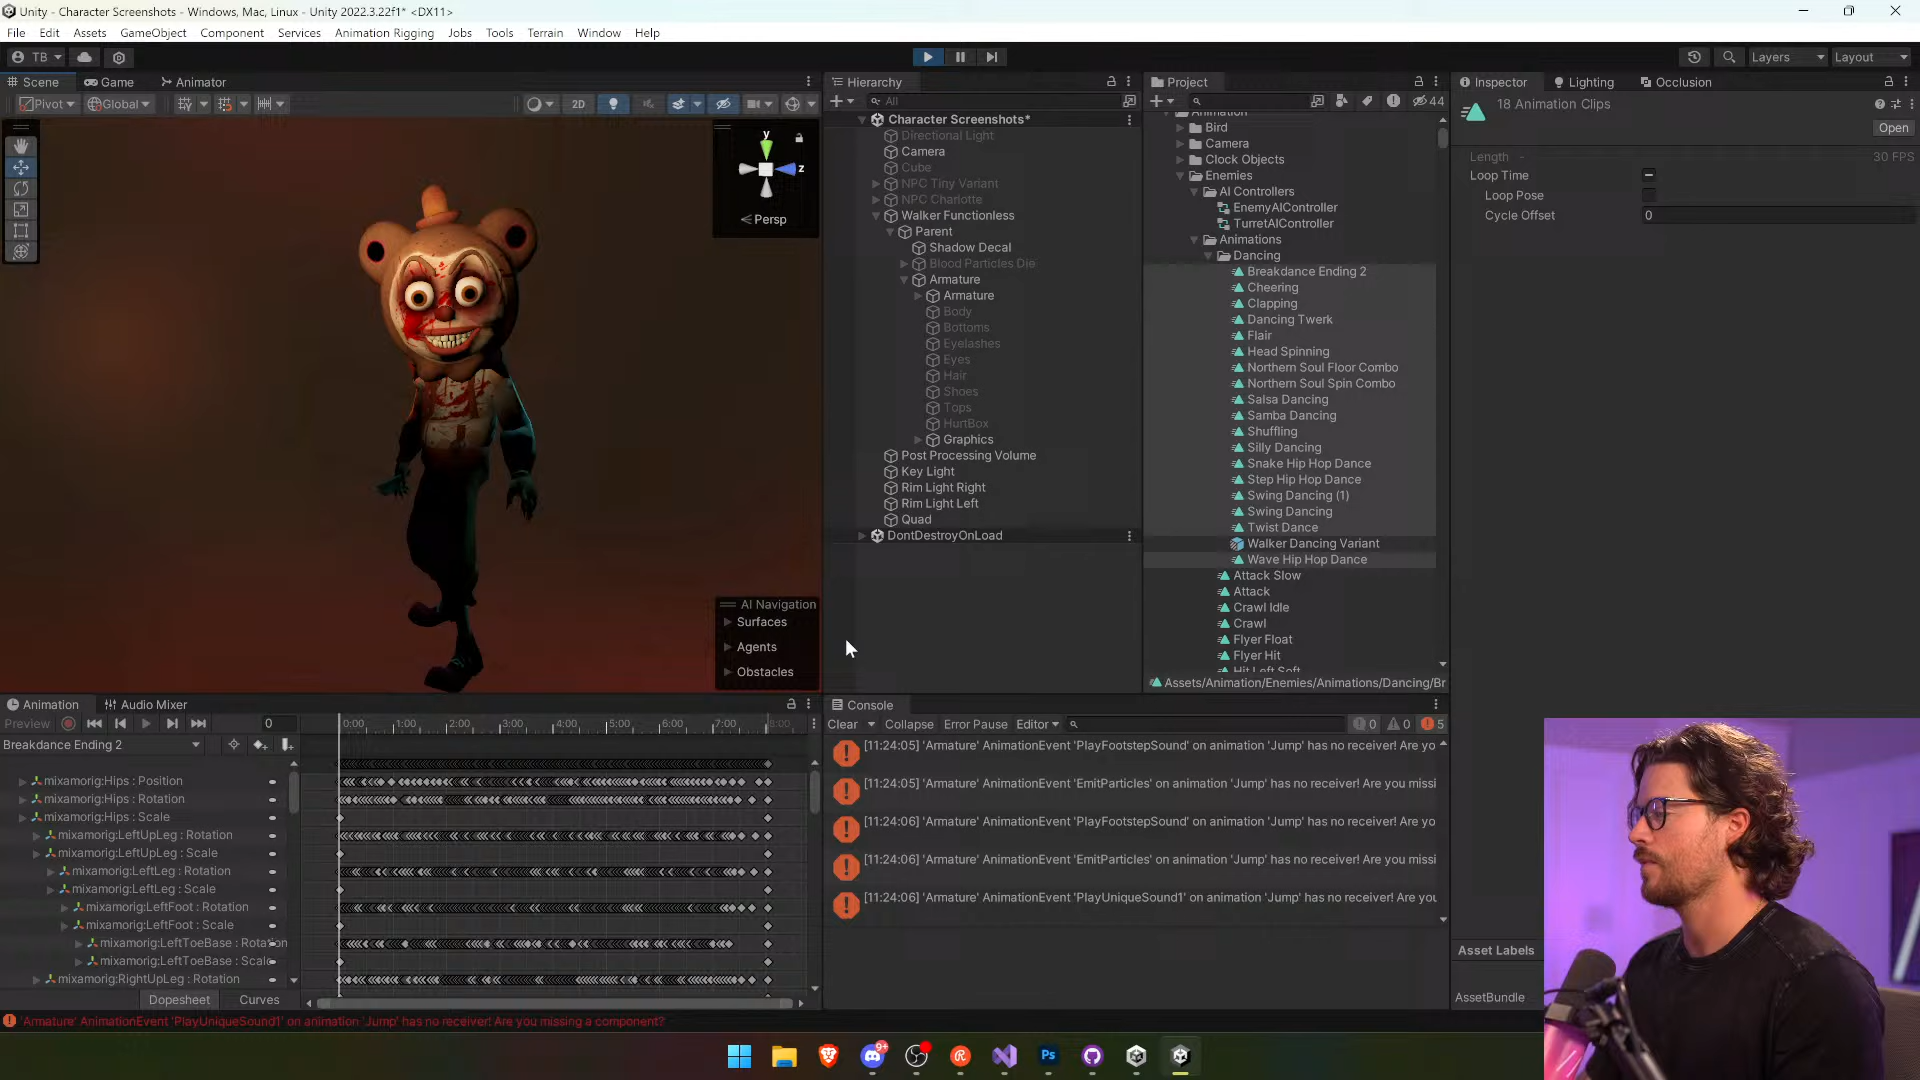 Unity - Character Screenshots - Windows, Mac, Linux - Unity 2022.3.22f1* <DX11>
File Edit Assets GameObject Component Services Animation Rigging Jobs Tools Terrain Window Help
TB
Layers
Layout
Scene
Game
Animator
Pivot
Global
2D
y
z
Persp
AI Navigation
Surfaces
Agents
Obstacles
Hierarchy
All
Character Screenshots*
Directional Light
Camera
Cube
NPC Tiny Variant
NPC Charlotte
Walker Functionless
Parent
Shadow Decal
Blood Particles Die
Armature
Armature
Body
Bottoms
Eyelashes
Eyes
Hair
Shoes
Tops
HurtBox
Graphics
Post Processing Volume
Key Light
Rim Light Right
Rim Light Left
Quad
DontDestroyOnLoad
Project
44
Animation
Bird
Camera
Clock Objects
Enemies
AI Controllers
EnemyAIController
TurretAIController
Animations
Dancing
Breakdance Ending 2
Cheering
Clapping
Dancing Twerk
Flair
Head Spinning
Northern Soul Floor Combo
Northern Soul Spin Combo
Salsa Dancing
Samba Dancing
Shuffling
Silly Dancing
Snake Hip Hop Dance
Step Hip Hop Dance
Swing Dancing (1)
Swing Dancing
Twist Dance
Walker Dancing Variant
Wave Hip Hop Dance
Attack Slow
Attack
Crawl Idle
Crawl
Flyer Float
Flyer Hit
Hit Left Soft
Assets/Animation/Enemies/Animations/Dancing/Br
Inspector
Lighting
Occlusion
18 Animation Clips
Open
Length - 30 FPS
Loop Time
Loop Pose
Cycle Offset 0
Asset Labels
AssetBundle
Animation
Audio Mixer
Preview
0
0:00 1:00 2:00 3:00 4:00 5:00 6:00 7:00 8:00
Breakdance Ending 2
mixamorig:Hips : Position
mixamorig:Hips : Rotation
mixamorig:Hips : Scale
mixamorig:LeftUpLeg : Rotation
mixamorig:LeftUpLeg : Scale
mixamorig:LeftLeg : Rotation
mixamorig:LeftLeg : Scale
mixamorig:LeftFoot : Rotation
mixamorig:LeftFoot : Scale
mixamorig:LeftToeBase : Rotation
mixamorig:LeftToeBase : Scale
mixamorig:RightUpLeg : Rotation
Dopesheet
Curves
Console
Clear Collapse Error Pause Editor
0 0 5
[11:24:05] 'Armature' AnimationEvent 'PlayFootstepSound' on animation 'Jump' has no receiver! Are yo
[11:24:05] 'Armature' AnimationEvent 'EmitParticles' on animation 'Jump' has no receiver! Are you missi
[11:24:06] 'Armature' AnimationEvent 'PlayFootstepSound' on animation 'Jump' has no receiver! Are yo
[11:24:06] 'Armature' AnimationEvent 'EmitParticles' on animation 'Jump' has no receiver! Are you missi
[11:24:06] 'Armature' AnimationEvent 'PlayUniqueSound1' on animation 'Jump' has no receiver! Are you
'Armature' AnimationEvent 'PlayUniqueSound1' on animation 'Jump' has no receiver! Are you missing a component?
9+
Ps